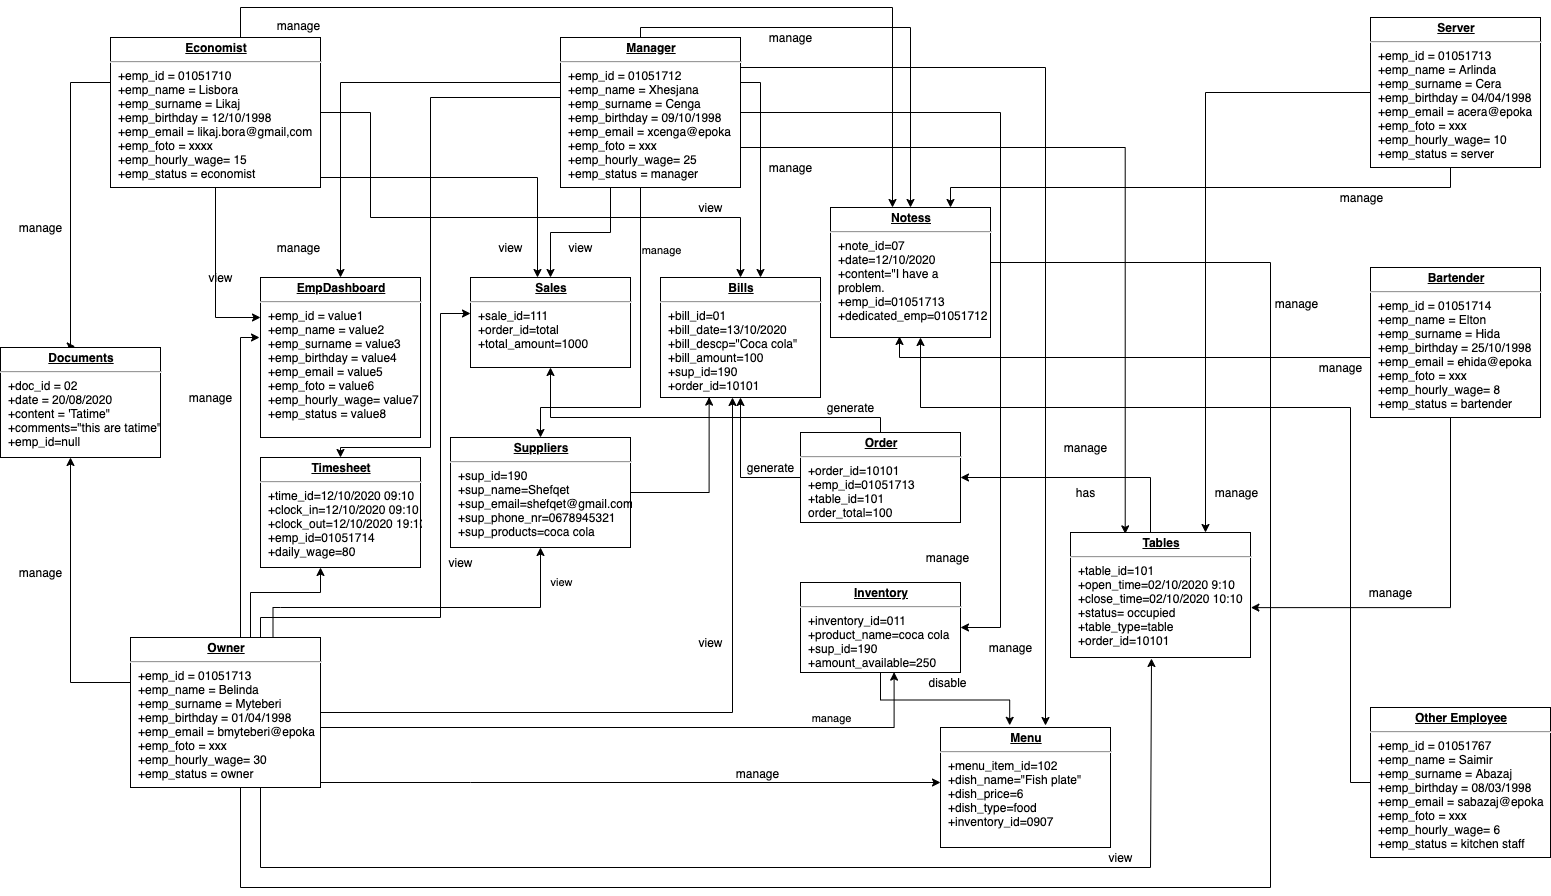 manage
Economist
+emp_id = 01051710
+emp_name = Lisbora
+emp_surname = Likaj
+emp_birthday = 12/10/1998
+emp_email = likaj.bora@gmail,com
+emp_foto = xxxx
+emp_hourly_wage= 15
+emp_status = economist
manage
Manager
+emp_id = 01051712
+emp_name = Xhesjana
+emp_surname = Cenga
+emp_birthday = 09/10/1998
+emp_email = xcenga@epoka
+emp_foto = xxx
+emp_hourly_wage= 25
+emp_status = manager
Server
+emp_id = 01051713
+emp_name = Arlinda
+emp_surname = Cera
+emp_birthday = 04/04/1998
+emp_email = acera@epoka
+emp_foto = xxx
+emp_hourly_wage= 10
+emp_status = server
manage
manage
view
manage
manage
view
view
manage
view
Notess
+note_id=07
+date=12/10/2020
+content="I have a
problem.
+emp_id=01051713
+dedicated_emp=01051712
manage
Bartender
+emp_id = 01051714
+emp_name = Elton
+emp_surname = Hida
+emp_birthday = 25/10/1998
+emp_email = ehida@epoka
+emp_foto = xxx
+emp_hourly_wage= 8
+emp_status = bartender
manage
EmpDashboard
+emp_id = value1
+emp_name = value2
+emp_surname = value3
+emp_birthday = value4
+emp_email = value5
+emp_foto = value6
+emp_hourly_wage= value7
+emp_status = value8
Sales
+sale_id=111
+order_id=total
+total_amount=1000
Bills
+bill_id=01
+bill_date=13/10/2020
+bill_descp="Coca cola"
+bill_amount=100
+sup_id=190
+order_id=10101
Documents
+doc_id = 02
+date = 20/08/2020
+content = 'Tatime"
+comments="this are tatime"
+emp_id=null
manage
generate
Timesheet
+time_id=12/10/2020 09:10
+clock_in=12/10/2020 09:10
+clock_out=12/10/2020 19:1
+emp_id=01051714
+daily_wage=80
Suppliers
+sup_id=190
+sup_name=Shefqet
+sup_email=shefqet@gmail.com
+sup_phone_nr=0678945321
+sup_products=coca cola
generate
Order
+order_id=10101
+emp_id=01051713
+table_id=101
order_total=100
manage
has
manage
manage
view
view
manage
Inventory
+inventory_id=011
+product_name=coca cola
+sup_id=190
+amount_available=250
Tables
+table_id=101
+open_time=02/10/2020 9:10
+close_time=02/10/2020 10:10
+status= occupied
+table_type=table
+order_id=10101
manage
view
manage
disable
Owner
+emp_id = 01051713
+emp_name = Belinda
+emp_surname = Myteberi
+emp_birthday = 01/04/1998
+emp_email = bmyteberi@epoka
+emp_foto = xxx
+emp_hourly_wage= 30
+emp_status = owner
manage
manage
Menu
+menu_item_id=102
+dish_name="Fish plate"
+dish_price=6
+dish_type=food
+inventory_id=0907
Other Employee
+emp_id = 01051767
+emp_name = Saimir
+emp_surname = Abazaj
+emp_birthday = 08/03/1998
+emp_email = sabazaj@epoka
+emp_foto = xxx
+emp_hourly_wage= 6
+emp_status = kitchen staff
view